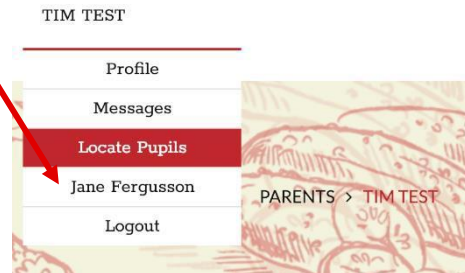 TIM TEST
Profile
Messages
Locate Pupils
Jane Fergusson
PARENTS > TIM TEST
Logout